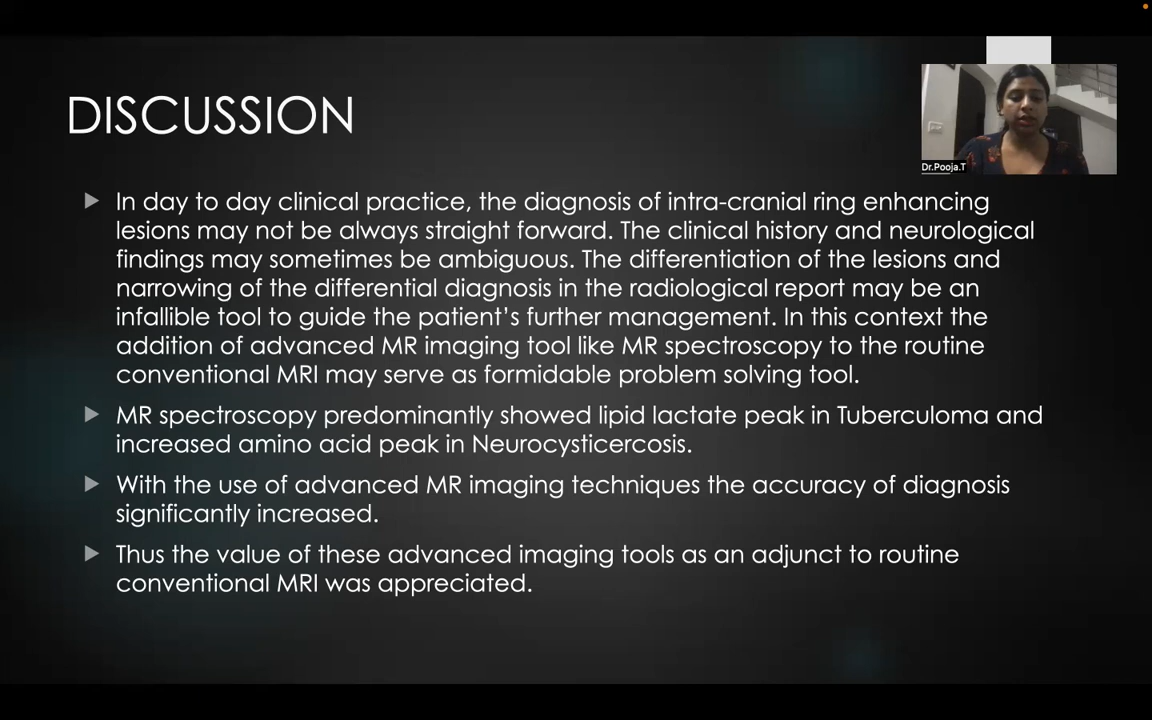 DISCUSSION
Dr.Pooja.T
In day to day clinical practice, the diagnosis of intra-cranial ring enhancing
lesions may not be always straight forward. The clinical history and neurological
findings may sometimes be ambiguous. The differentiation of the lesions and
narrowing of the differential diagnosis in the radiological report may be an
infallible tool to guide the patient’s further management. In this context the
addition of advanced MR imaging tool like MR spectroscopy to the routine
conventional MRI may serve as formidable problem solving tool.
MR spectroscopy predominantly showed lipid lactate peak in Tuberculoma and
increased amino acid peak in Neurocysticercosis.
With the use of advanced MR imaging techniques the accuracy of diagnosis
significantly increased.
Thus the value of these advanced imaging tools as an adjunct to routine
conventional MRI was appreciated.